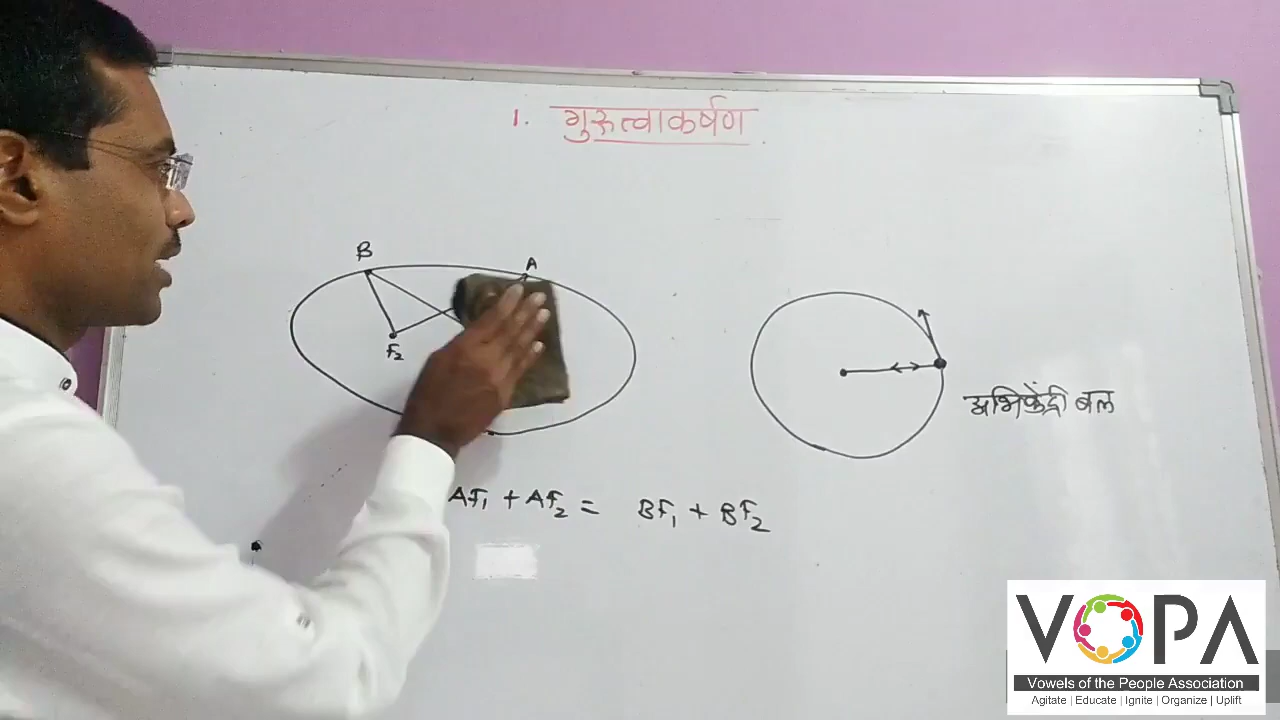 1. गुरुत्वाकर्षण
B
A
F2
अभिकेंद्री बल
AF1 + AF2 = BF1 + BF2
VOPA
Vowels of the People Association
Agitate | Educate | Ignite | Organize | Uplift